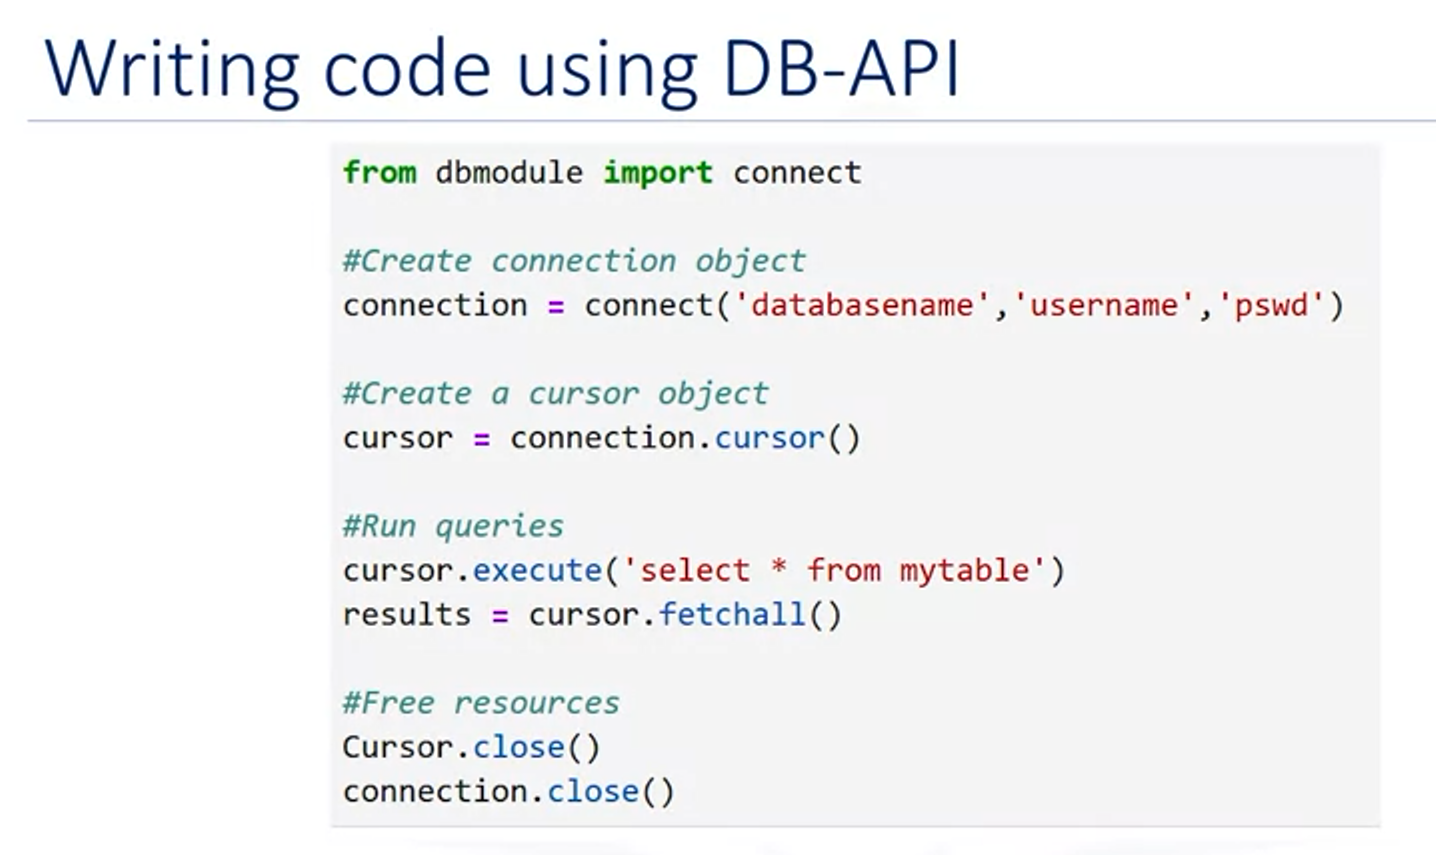 Writing code using DB-API
from dbmodule import connect
#Create connection object
connection = connect('databasename','username','pswd')
#Create a cursor object
cursor = connection.cursor()
#Run queries
cursor.execute('select * from mytable')
results = cursor.fetchall()
#Free resources
Cursor.close()
connection.close()